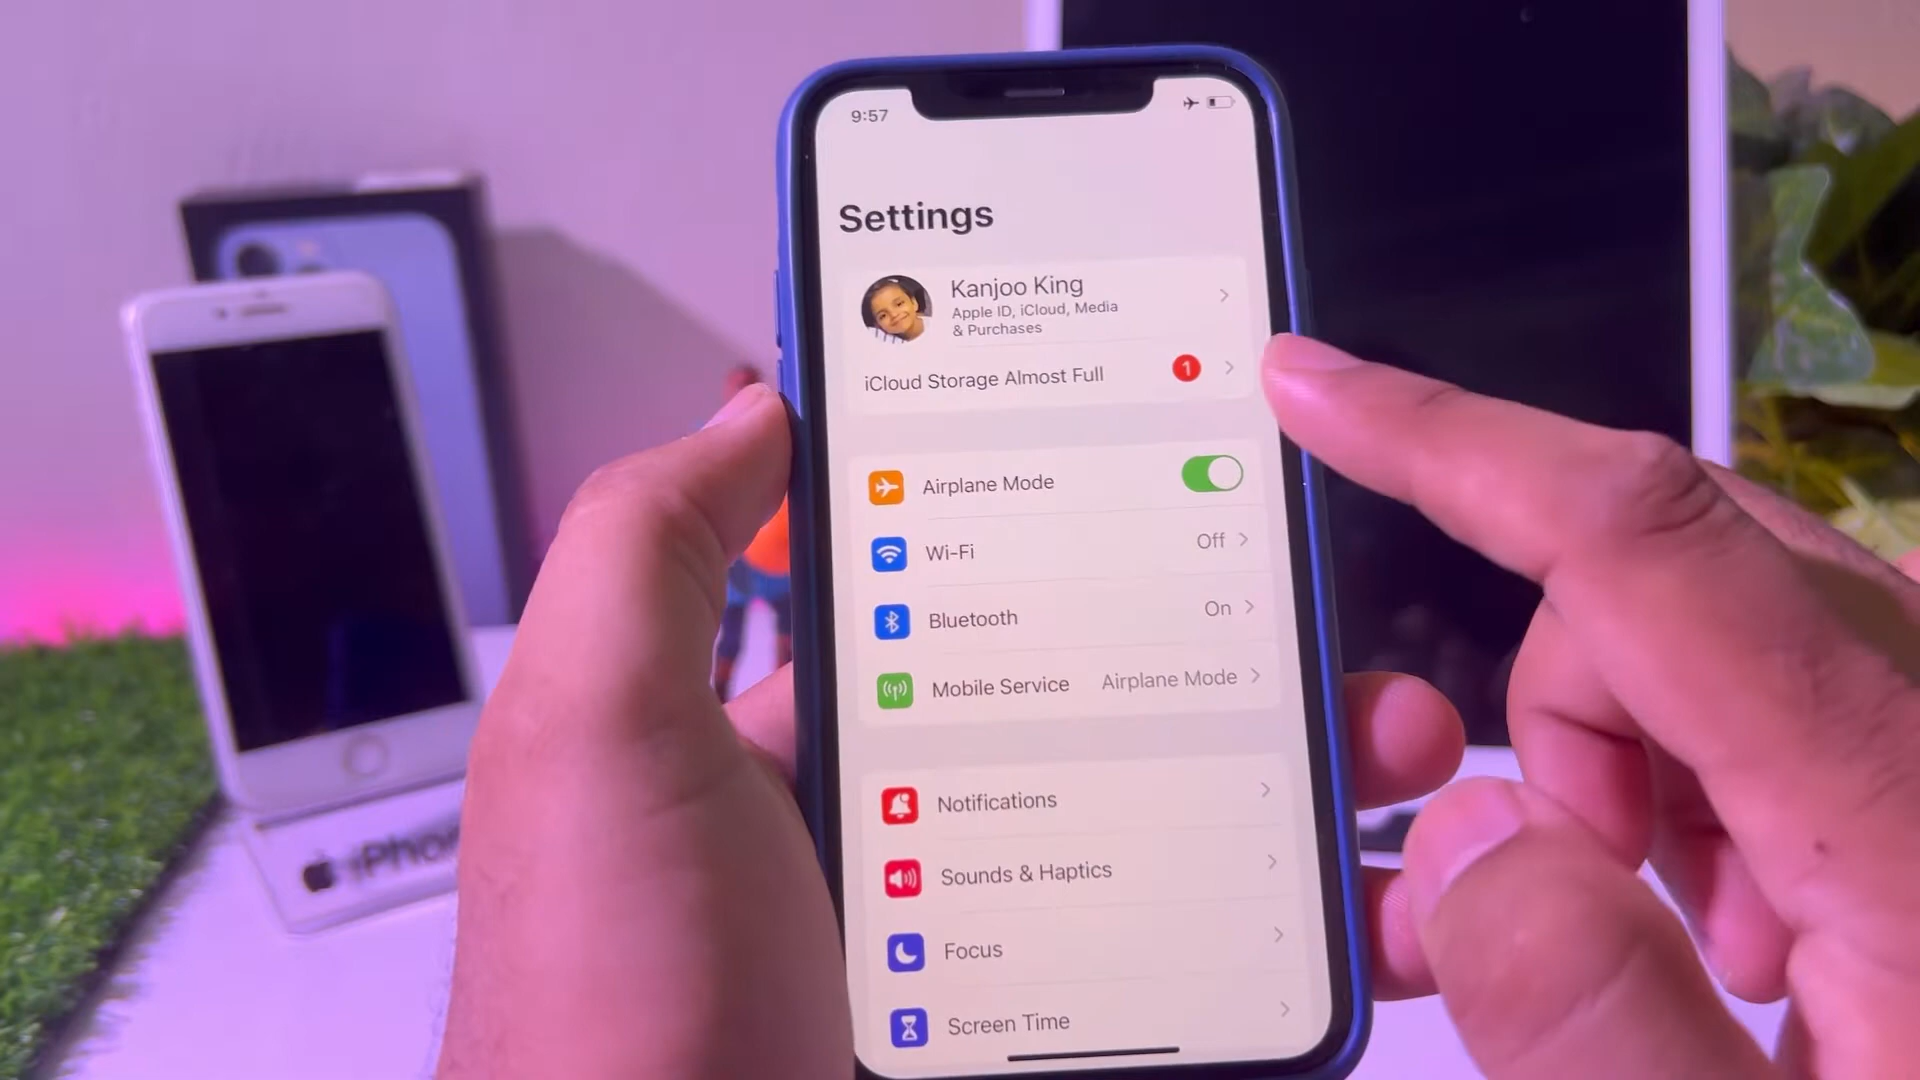 9:57
Settings
Kanjoo King
Apple ID, iCloud, Media
& Purchases
iCloud Storage Almost Full 1
Airplane Mode
Wi-Fi Off
Bluetooth On
Mobile Service Airplane Mode
Notifications
Sounds & Haptics
Focus
Screen Time
iPhon